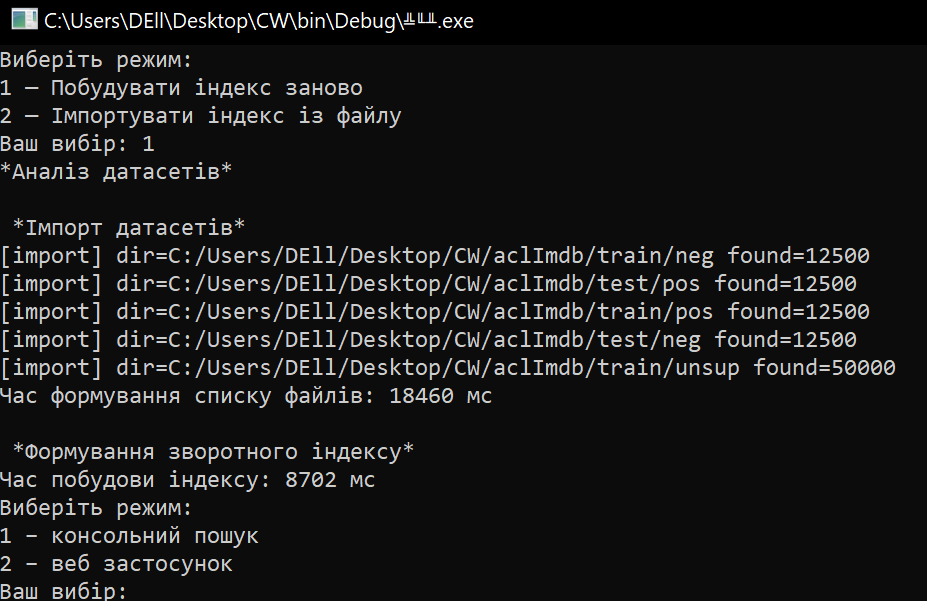 C:\Users\DEll\Desktop\CW\bin\Debug\╩╙╙.exe
Виберіть режим:
1 — Побудувати індекс заново
2 — Імпортувати індекс із файлу
Ваш вибір: 1
*Аналіз датасетів*
*Імпорт датасетів*
[import] dir=C:/Users/DEll/Desktop/CW/aclImdb/train/neg found=12500
[import] dir=C:/Users/DEll/Desktop/CW/aclImdb/test/pos found=12500
[import] dir=C:/Users/DEll/Desktop/CW/aclImdb/train/pos found=12500
[import] dir=C:/Users/DEll/Desktop/CW/aclImdb/test/neg found=12500
[import] dir=C:/Users/DEll/Desktop/CW/aclImdb/train/unsup found=50000
Час формування списку файлів: 18460 мс
*Формування зворотного індексу*
Час побудови індексу: 8702 мс
Виберіть режим:
1 – консольний пошук
2 – веб застосунок
Ваш вибір: